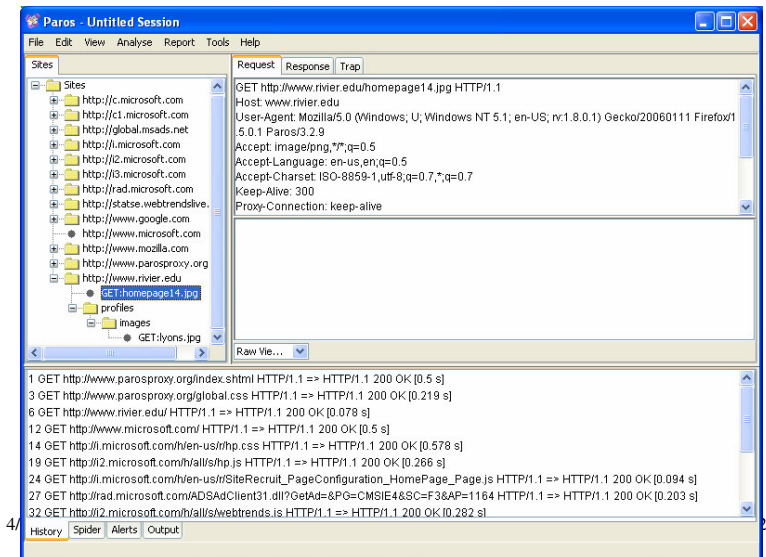 Paros - Untitled Session
File Edit View Analyse Report Tools Help
Sites
Sites
http://c.microsoft.com
http://c1.microsoft.com
http://global.msads.net
http://i.microsoft.com
http://i2.microsoft.com
http://i3.microsoft.com
http://rad.microsoft.com
http://statse.webtrendslive.
http://www.google.com
http://www.microsoft.com
http://www.mozilla.com
http://www.parosproxy.org
http://www.rivier.edu
GET:homepage14.jpg
profiles
images
GET:lyons.jpg
Request Response Trap
GET http://www.rivier.edu/homepage14.jpg HTTP/1.1
Host: www.rivier.edu
User-Agent: Mozilla/5.0 (Windows; U; Windows NT 5.1; en-US; rv:1.8.0.1) Gecko/20060111 Firefox/1
.5.0.1 Paros/3.2.9
Accept: image/png,*/*;q=0.5
Accept-Language: en-us,en;q=0.5
Accept-Charset: ISO-8859-1,utf-8;q=0.7,*;q=0.7
Keep-Alive: 300
Proxy-Connection: keep-alive
Raw Vie...
1 GET http://www.parosproxy.org/index.shtml HTTP/1.1 => HTTP/1.1 200 OK [0.5 s]
3 GET http://www.parosproxy.org/global.css HTTP/1.1 => HTTP/1.1 200 OK [0.219 s]
6 GET http://www.rivier.edu/ HTTP/1.1 => HTTP/1.1 200 OK [0.078 s]
12 GET http://www.microsoft.com/ HTTP/1.1 => HTTP/1.1 200 OK [0.5 s]
14 GET http://i.microsoft.com/h/en-us/r/hp.css HTTP/1.1 => HTTP/1.1 200 OK [0.578 s]
19 GET http://i2.microsoft.com/h/all/s/hp.js HTTP/1.1 => HTTP/1.1 200 OK [0.266 s]
24 GET http://i.microsoft.com/h/en-us/r/SiteRecruit_PageConfiguration_HomePage_Page.js HTTP/1.1 => HTTP/1.1 200 OK [0.094 s]
27 GET http://rad.microsoft.com/ADSAdClient31.dll?GetAd=&PG=CMSIE4&SC=F3&AP=1164 HTTP/1.1 => HTTP/1.1 200 OK [0.203 s]
32 GET http://i2.microsoft.com/h/all/s/webtrends.js HTTP/1.1 => HTTP/1.1 200 OK [0.282 s]
4/
History Spider Alerts Output